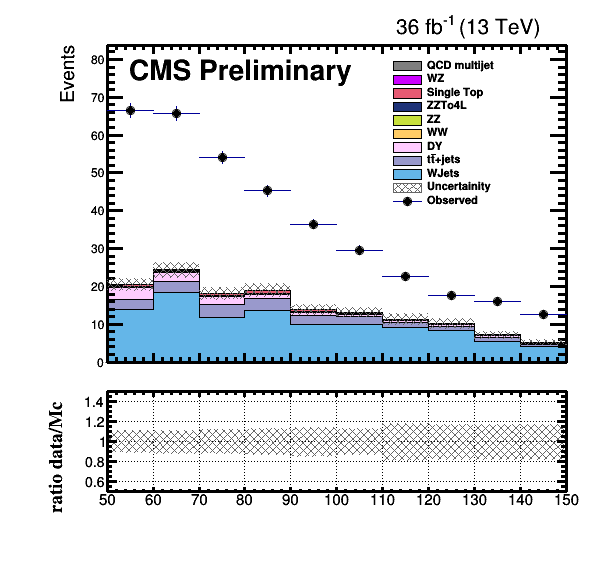 36 fb-1 (13 TeV)
Events
CMS Preliminary
80
70
60
50
40
30
20
10
0
QCD multijet
WZ
Single Top
ZZTo4L
ZZ
WW
DY
tt̄+jets
WJets
Uncertainity
Observed
ratio data/Mc
1.4
1.2
1
0.8
0.6
50 60 70 80 90 100 110 120 130 140 150